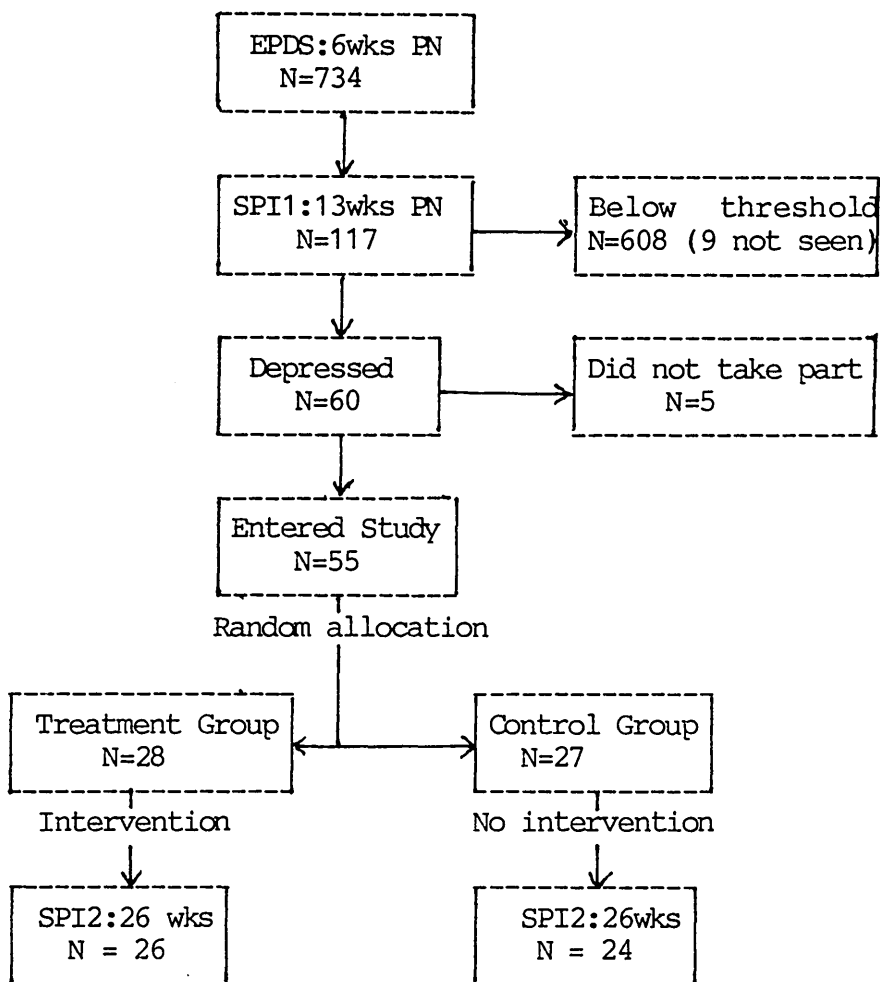 EPDS:6wks PN
N=734
SPI1:13wks PN
N=117
Below threshold
N=608 (9 not seen)
Depressed
N=60
Did not take part
N=5
Entered Study
N=55
Random allocation
Treatment Group
N=28
Control Group
N=27
Intervention
No intervention
SPI2:26 wks
N = 26
SPI2:26wks
N = 24